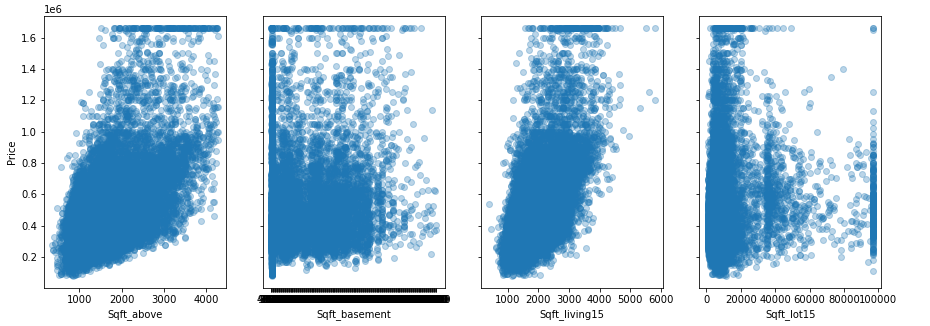 1e6
1.6
1.4
1.2
1.0
0.8
0.6
0.4
0.2
Price
1000 2000 3000 4000
1000 2000 3000 4000 5000 6000
0 20000 40000 60000 80000 100000
Sqft_above
Sqft_basement
Sqft_living15
Sqft_lot15